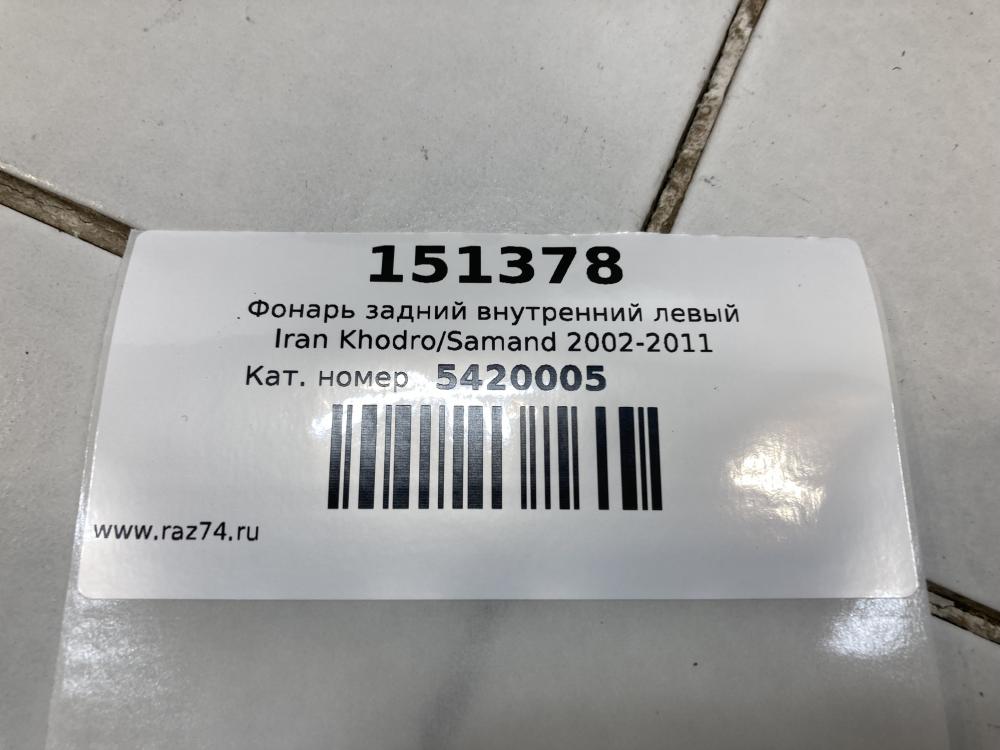 151378
Фонарь задний внутренний левый
Iran Khodro/Samand 2002-2011
Кат. номер 5420005
www.raz74.ru